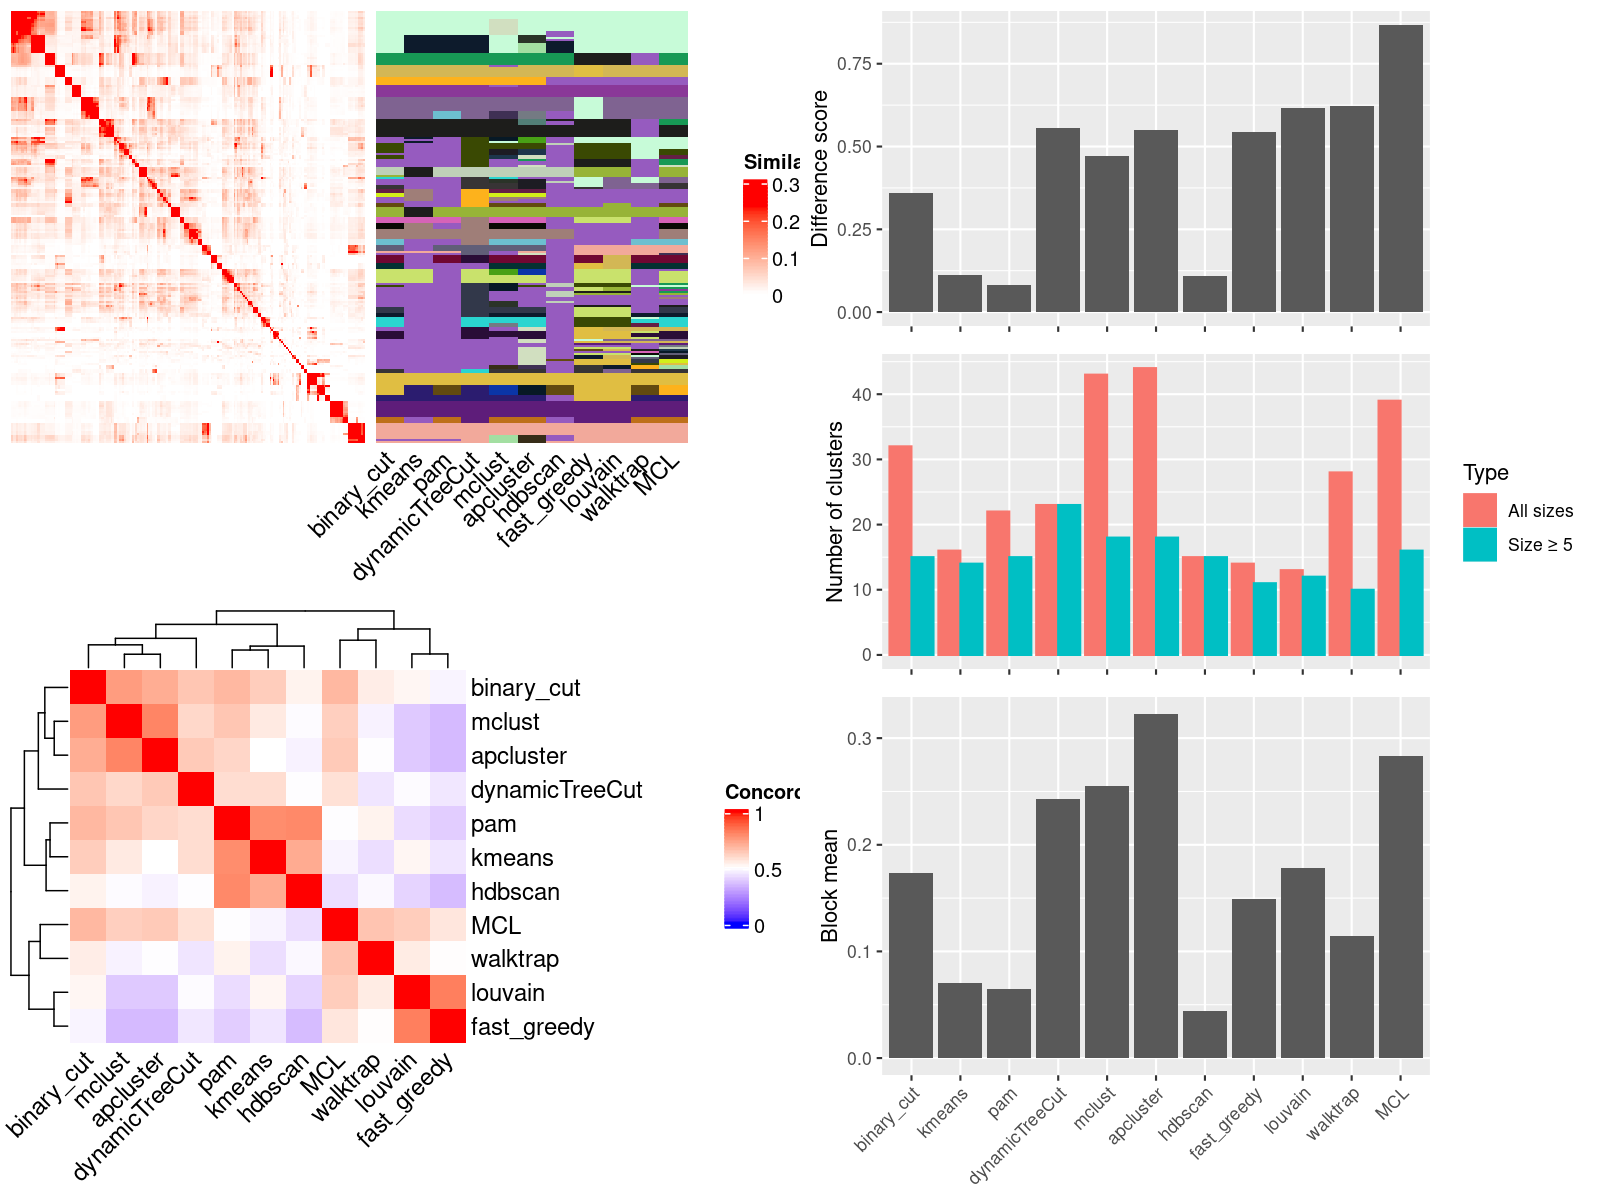 Simila
0.3
0.2
0.1
0
binary_cut
kmeans
pam
dynamicTreeCut
mclust
apcluster
hdbscan
fast_greedy
louvain
walktrap
MCL
binary_cut
mclust
apcluster
dynamicTreeCut
pam
kmeans
hdbscan
MCL
walktrap
louvain
fast_greedy
binary_cut
mclust
apcluster
dynamicTreeCut
pam
kmeans
hdbscan
MCL
walktrap
louvain
fast_greedy
Concord
1
0.5
0
Difference score
0.75
0.50
0.25
0.00
Number of clusters
40
30
20
10
0
Type
All sizes
Size ≥ 5
Block mean
0.3
0.2
0.1
0.0
binary_cut
kmeans
pam
dynamicTreeCut
mclust
apcluster
hdbscan
fast_greedy
louvain
walktrap
MCL